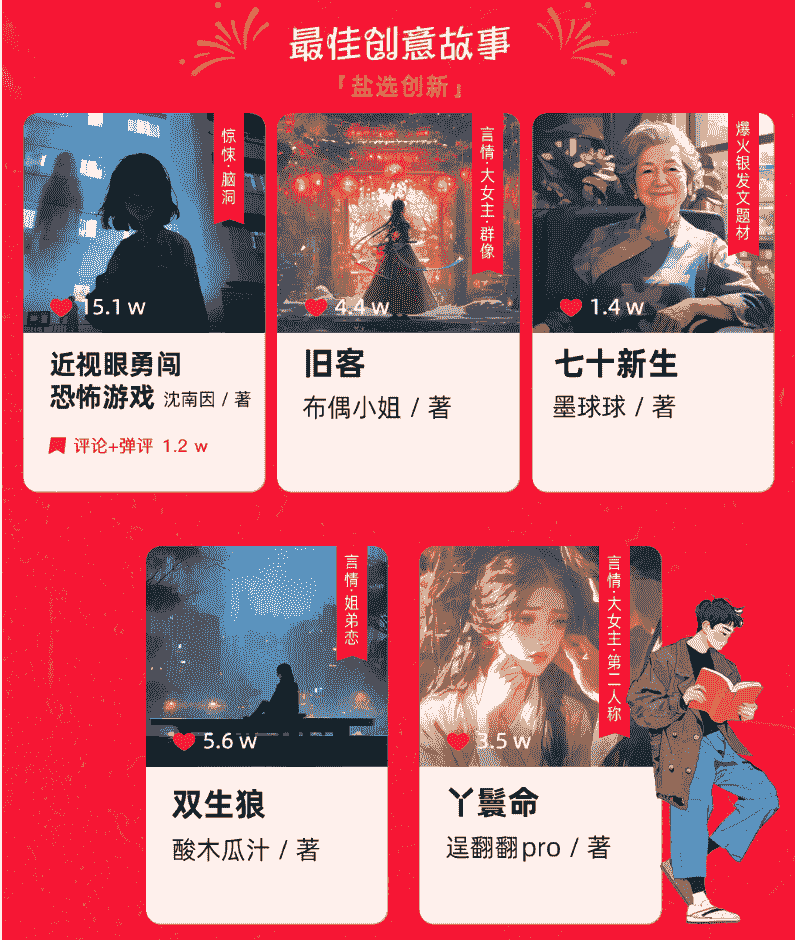 最佳创意故事
「盐选创新」
惊悚·脑洞
15.1 w
近视眼勇闯
恐怖游戏 沈南因 / 著
评论+弹评 1.2 w
言情·大女主·群像
4.4 w
旧客
布偶小姐 / 著
爆火银发文题材
1.4 w
七十新生
墨球球 / 著
言情·姐弟恋
5.6 w
双生狼
酸木瓜汁 / 著
言情·大女主·第二人称
3.5 w
丫鬟命
逞翻翻pro / 著